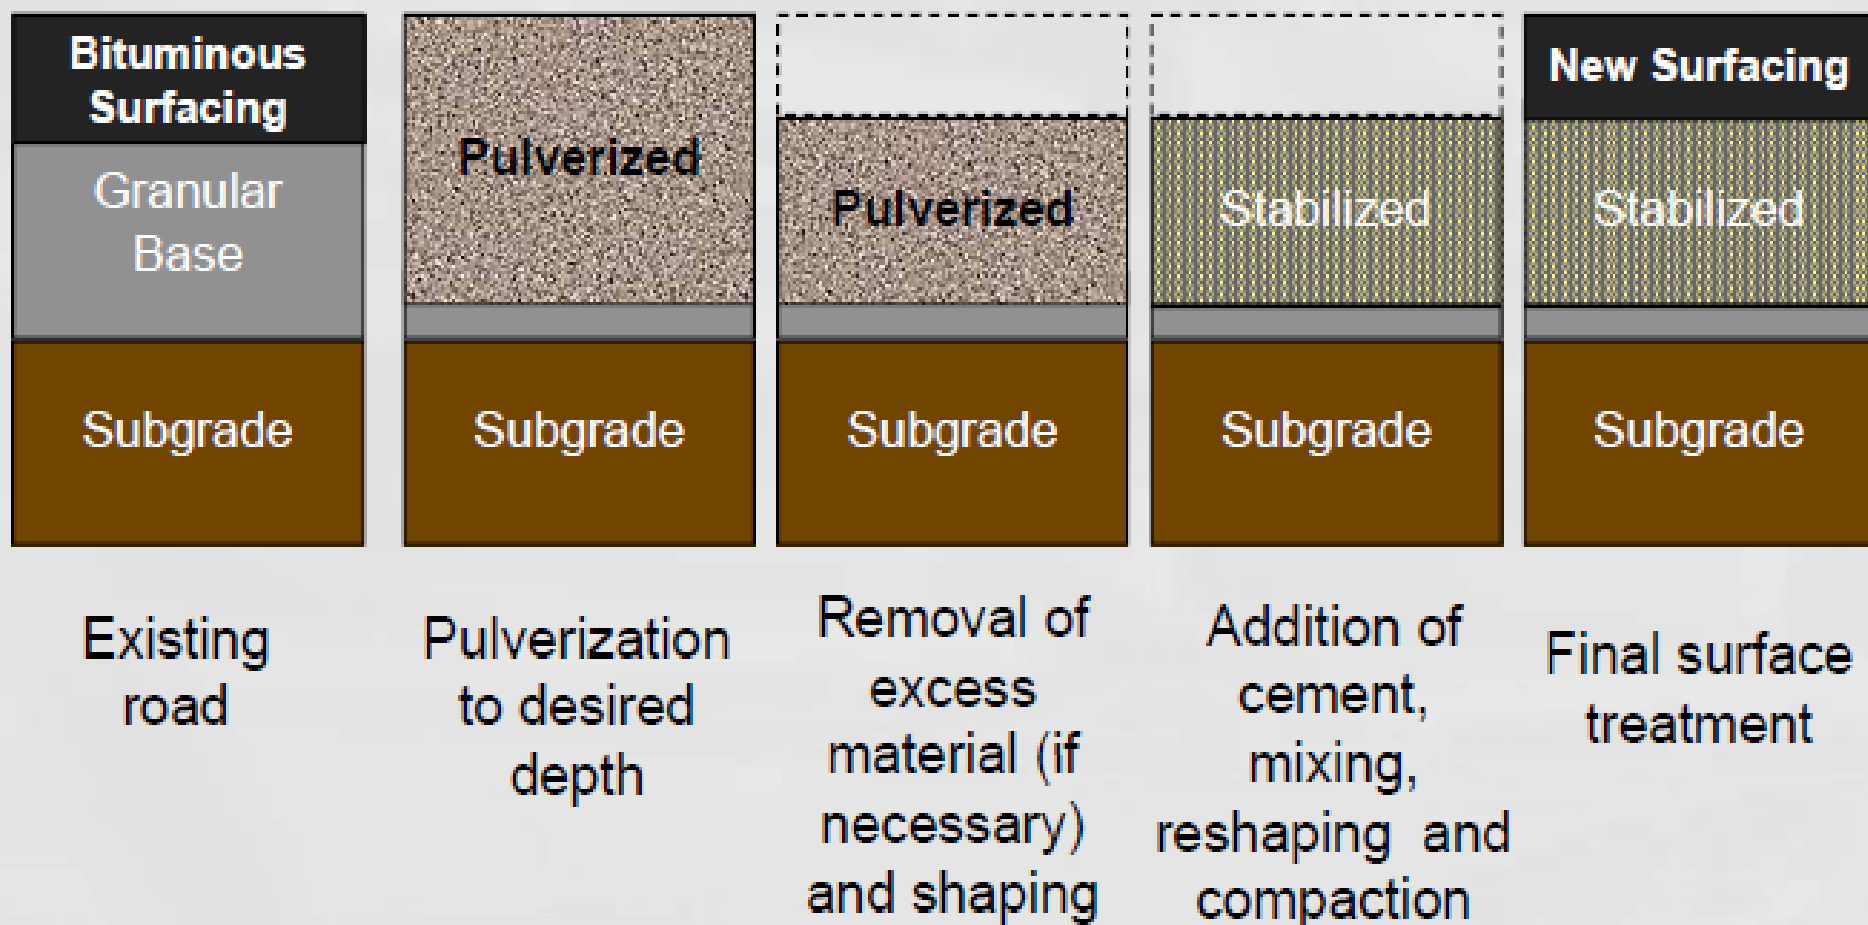 Bituminous
Surfacing
Granular
Base
Subgrade
Existing
road
Pulverized
Subgrade
Pulverization
to desired
depth
Pulverized
Subgrade
Removal of
excess
material (if
necessary)
and shaping
Stabilized
Subgrade
Addition of
cement,
mixing,
reshaping and
compaction
New Surfacing
Stabilized
Subgrade
Final surface
treatment